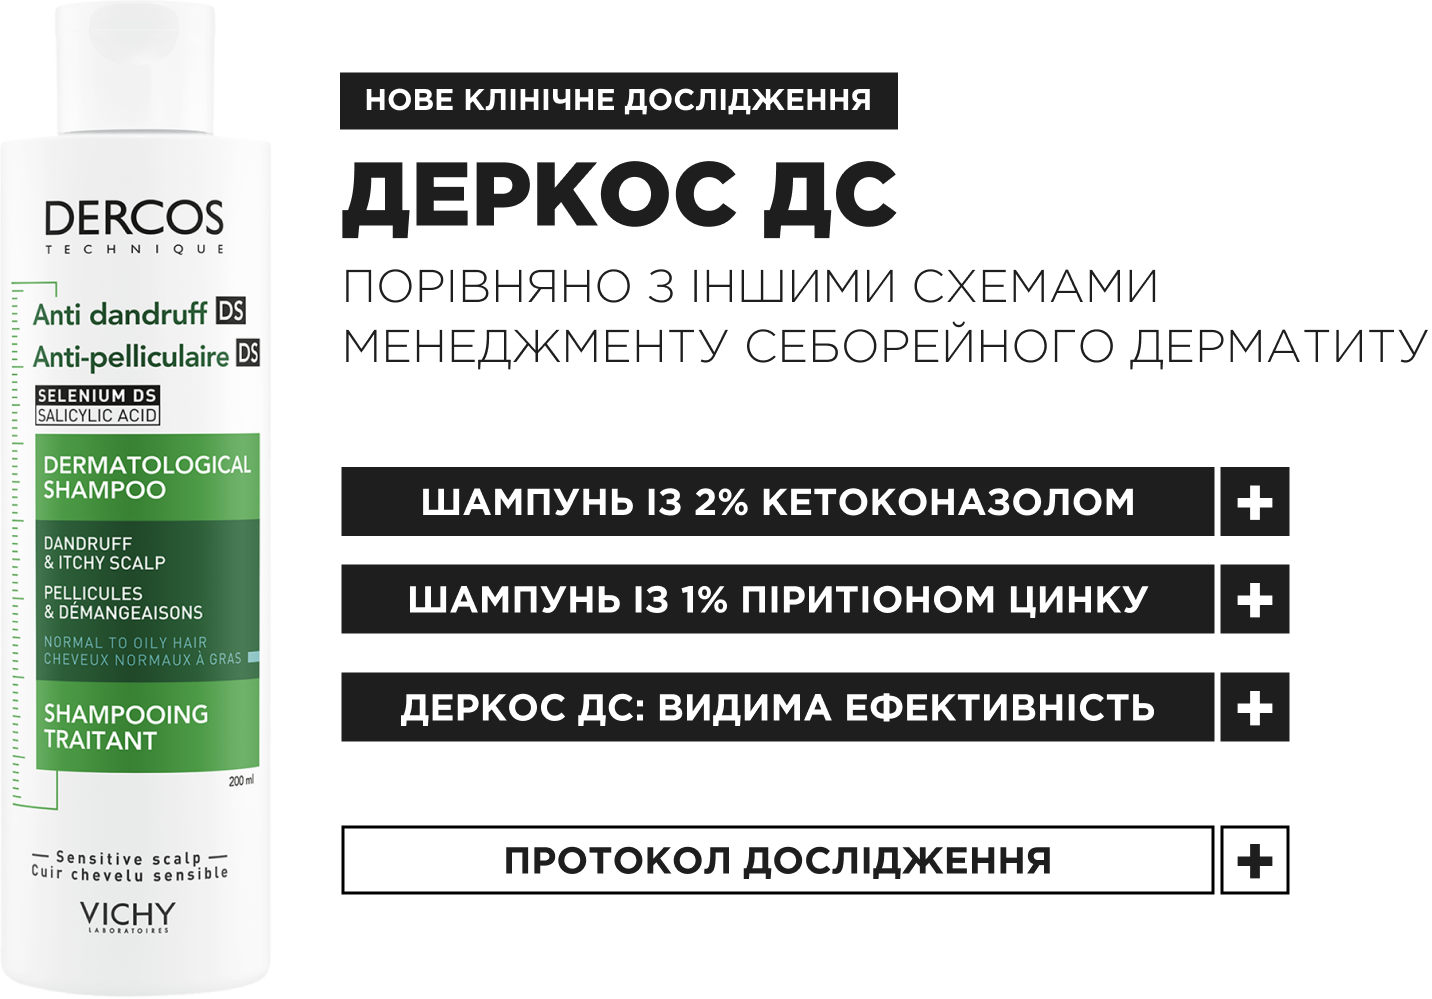 DERCOS
TECHNIQUE
Anti dandruff DS
Anti-pelliculaire DS
SELENIUM DS
SALICYLIC ACID
DERMATOLOGICAL
SHAMPOO
DANDRUFF
& ITCHY SCALP
PELLICULES
& DÉMANGEAISONS
NORMAL TO OILY HAIR
CHEVEUX NORMAUX À GRAS
SHAMPOOING
TRAITANT
200 ml
Sensitive scalp
Cuir chevelu sensible
VICHY
LABORATOIRES
НОВЕ КЛІНІЧНЕ ДОСЛІДЖЕННЯ
ДЕРКОС ДС
ПОРІВНЯНО З ІНШИМИ СХЕМАМИ
МЕНЕДЖМЕНТУ СЕБОРЕЙНОГО ДЕРМАТИТУ
ШАМПУНЬ ІЗ 2% КЕТОКОНАЗОЛОМ +
ШАМПУНЬ ІЗ 1% ПІРИТІОНОМ ЦИНКУ +
ДЕРКОС ДС: ВИДИМА ЕФЕКТИВНІСТЬ +
ПРОТОКОЛ ДОСЛІДЖЕННЯ +